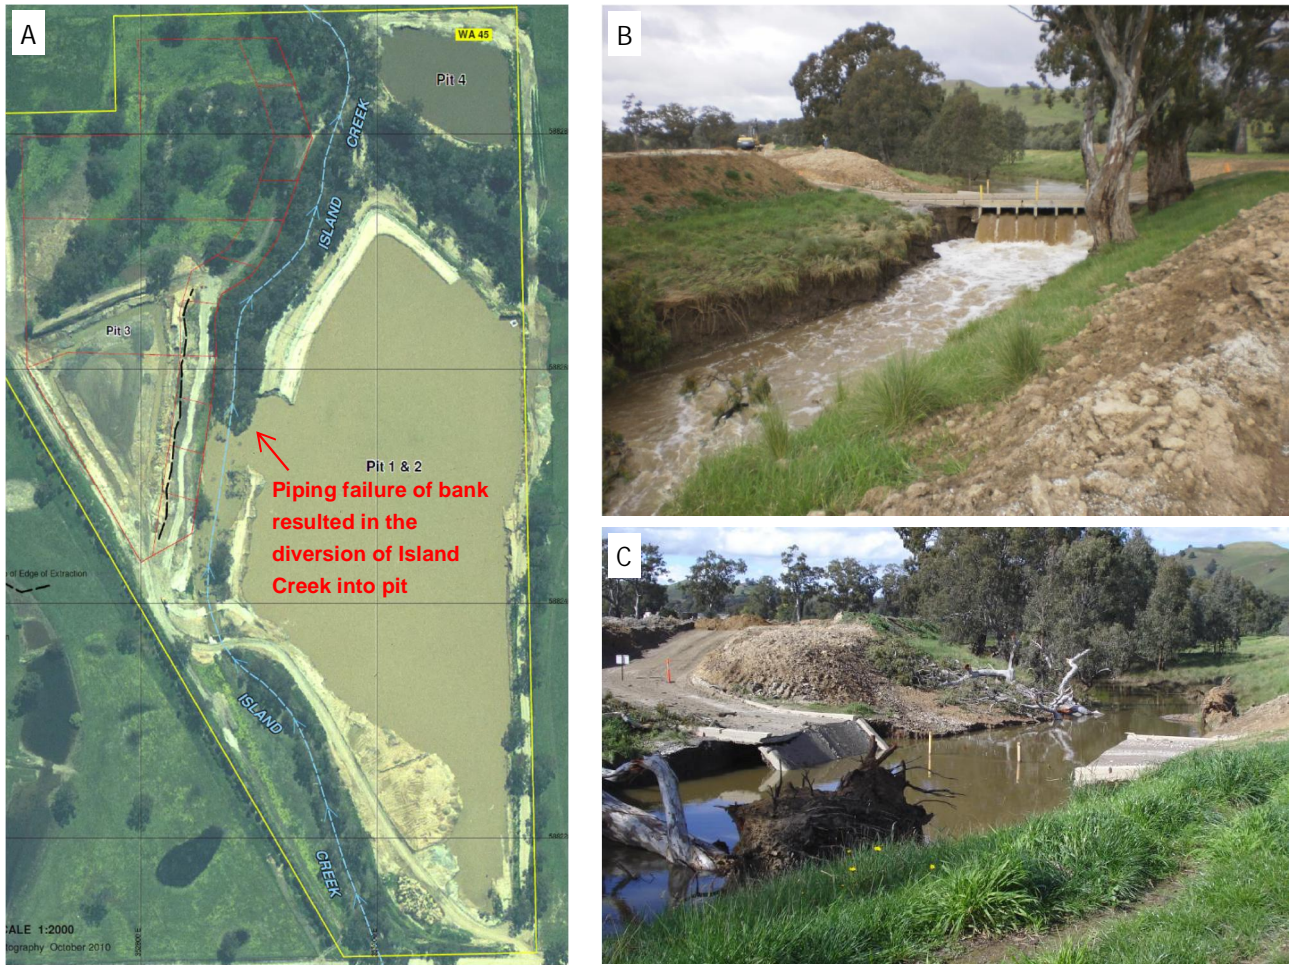 A
WA 45
Pit 4
CREEK
ISLAND
Pit 3
Pit 1 & 2
Piping failure of bank
resulted in the
diversion of Island
Creek into pit
of Edge of Extraction
ISLAND
CREEK
SCALE 1:2000
tography October 2010
B
C